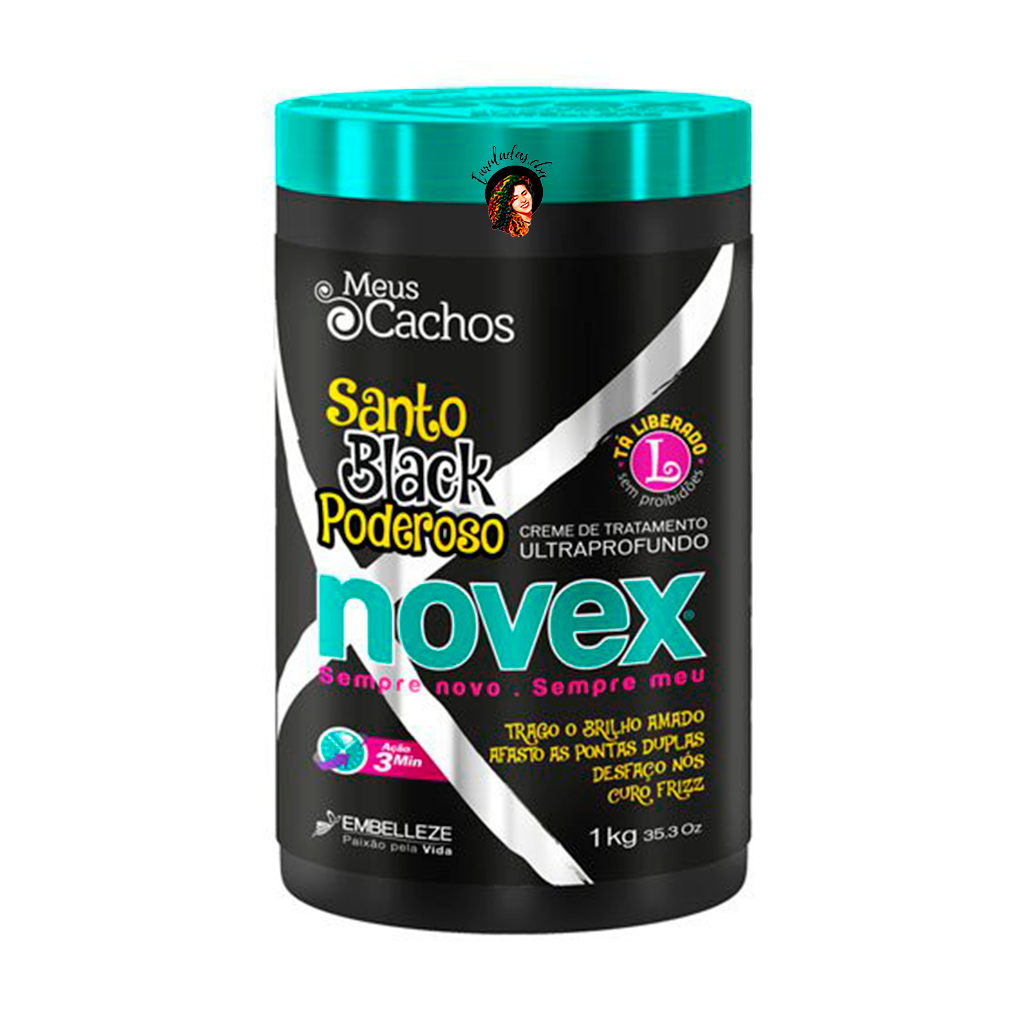 Meus
Cachos
Santo
Black
Poderoso
TÁ LIBERADO
L
sem proibidões
CREME DE TRATAMENTO
ULTRAPROFUNDO
novex®
Sempre novo . Sempre meu
TRAGO O BRILHO AMADO
AFASTO AS PONTAS DUPLAS
DESFAÇO NÓS
CURO FRIZZ
Ação
3 Min
EMBELLEZE
Paixão pela Vida
1kg 35.3 Oz